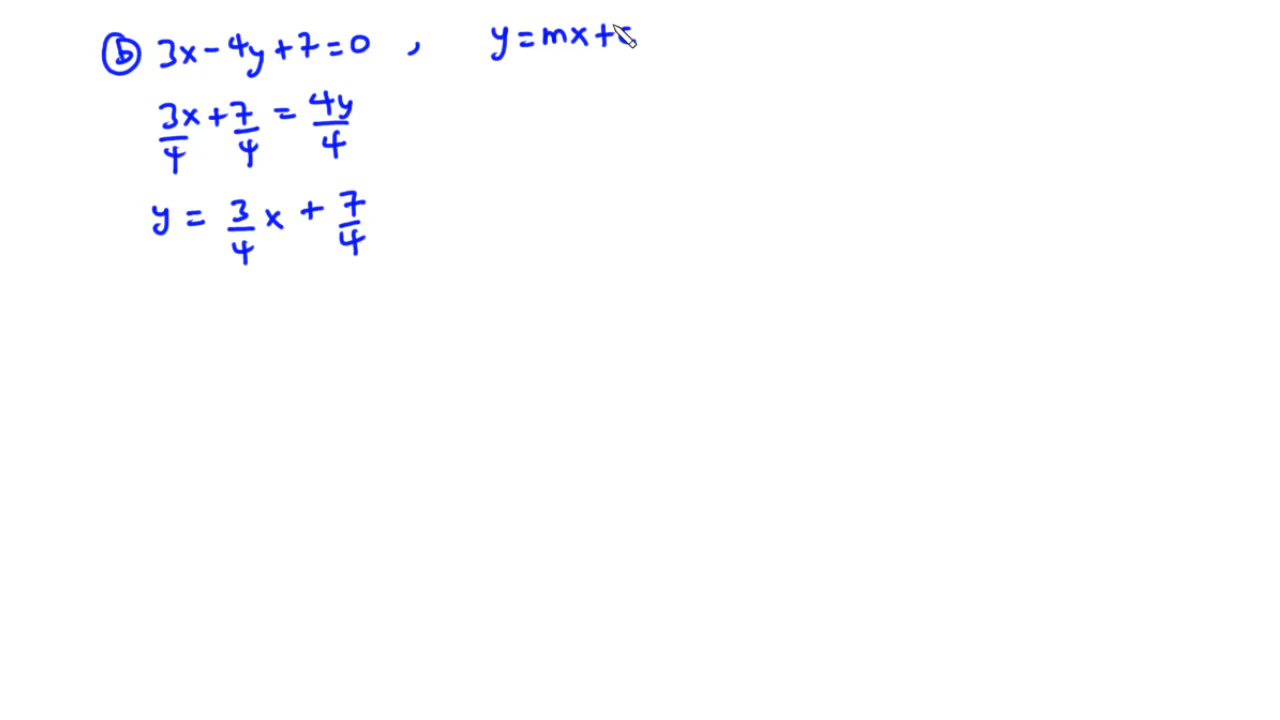 ⓑ 3x - 4y + 7 = 0 , y = mx + c
3x/4 + 7/4 = 4y/4
y = 3/4 x + 7/4